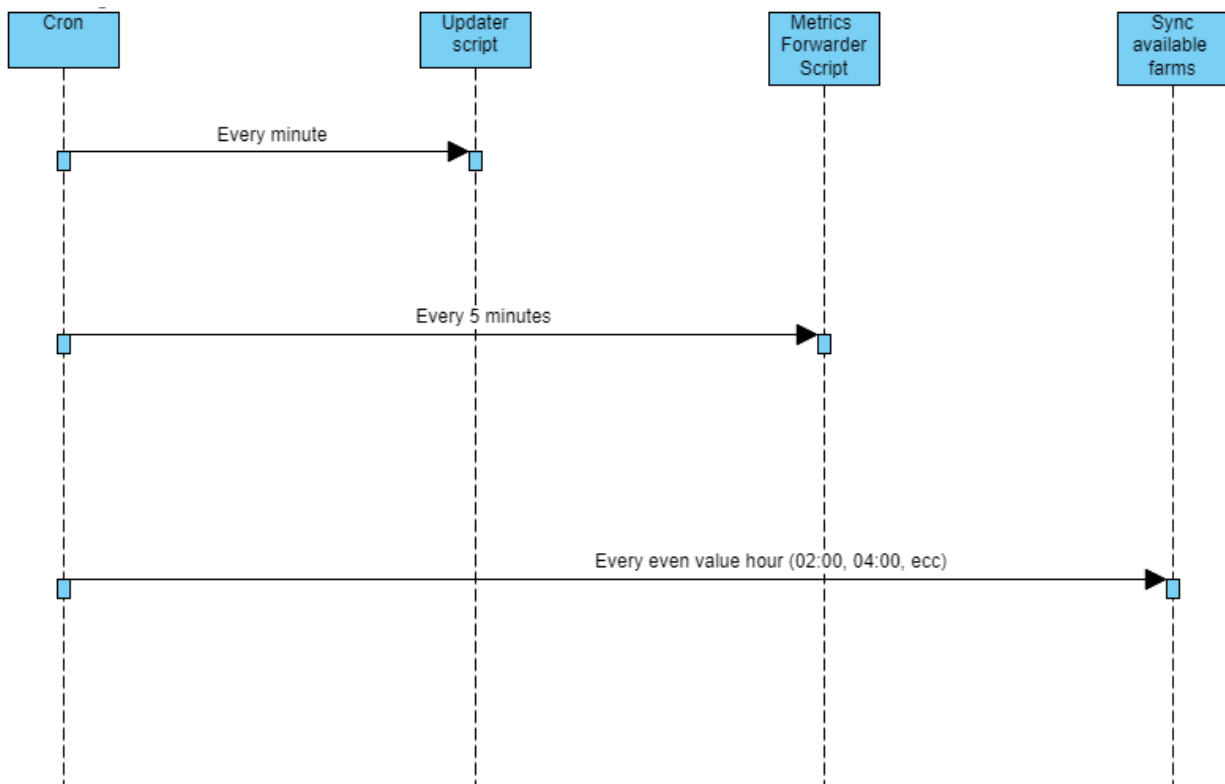 Cron
Updater
script
Metrics
Forwarder
Script
Sync
available
farms
Every minute
Every 5 minutes
Every even value hour (02:00, 04:00, ecc)